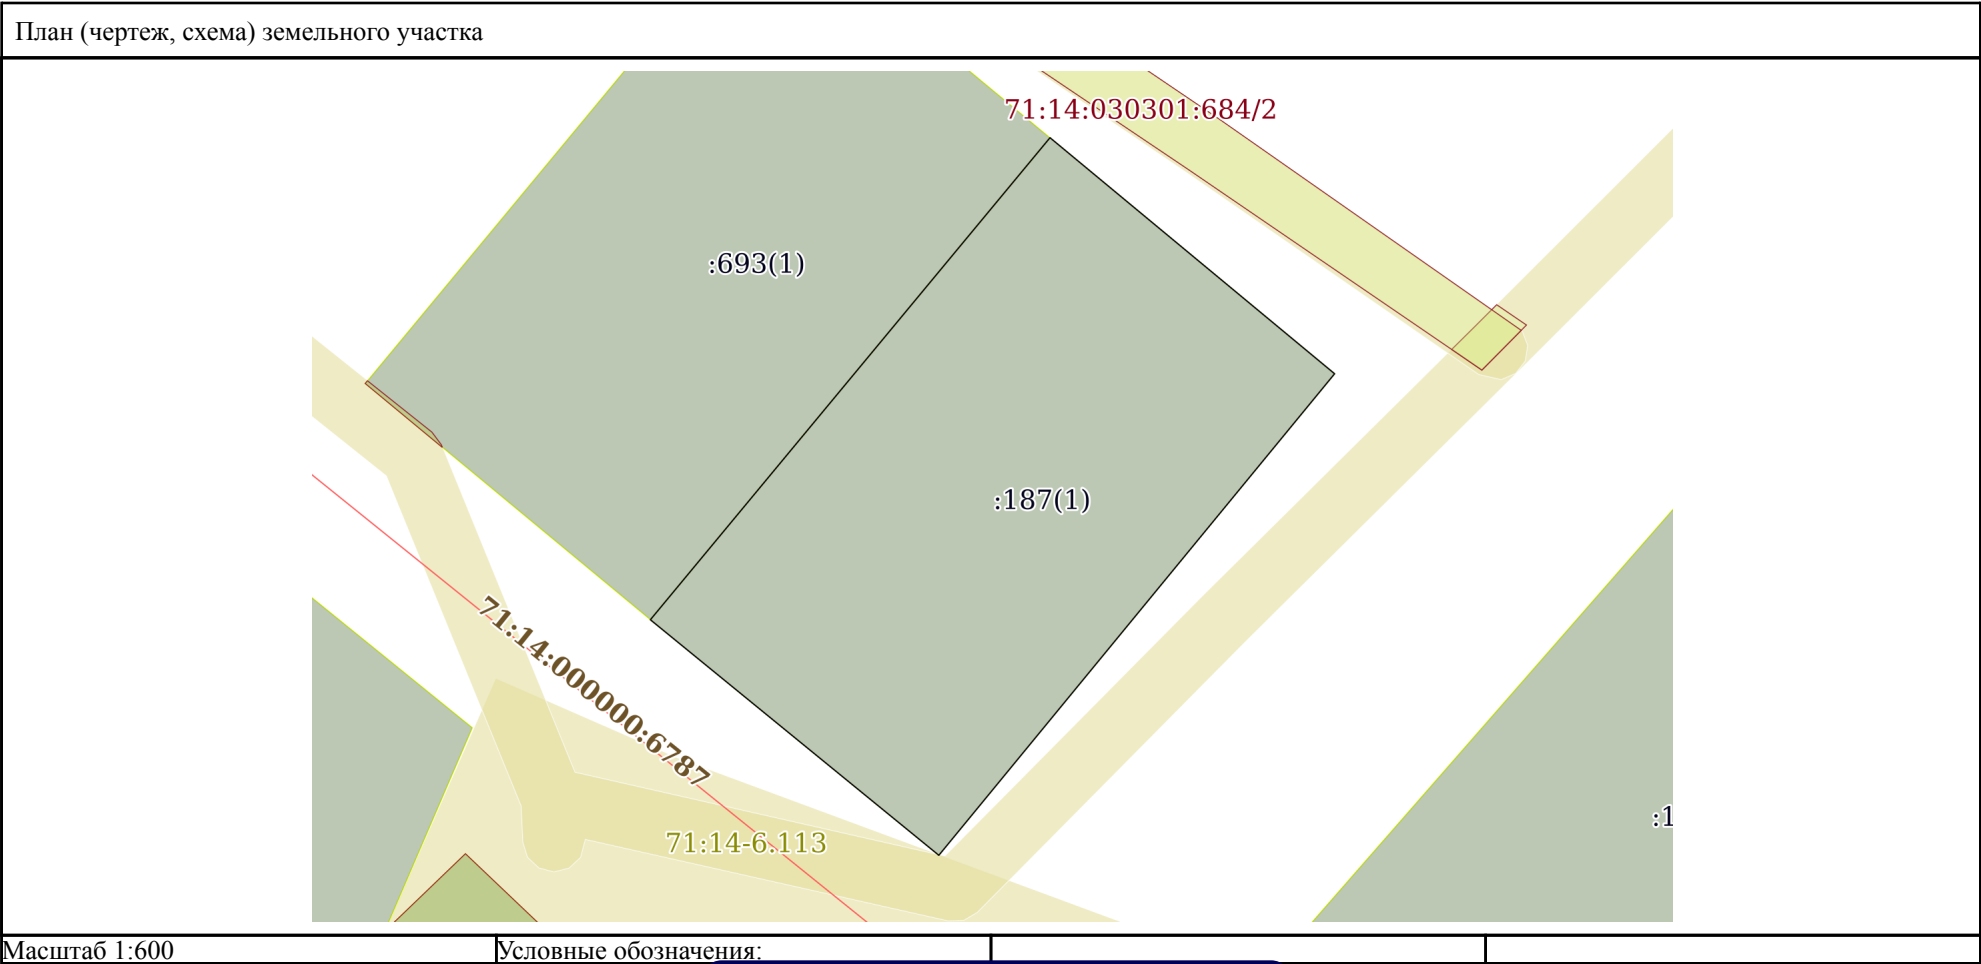 План (чертеж, схема) земельного участка
71:14:030301:684/2
:693(1)
:187(1)
71:14:000000:6787
:1
71:14-6.113
Масштаб 1:600
Условные обозначения: